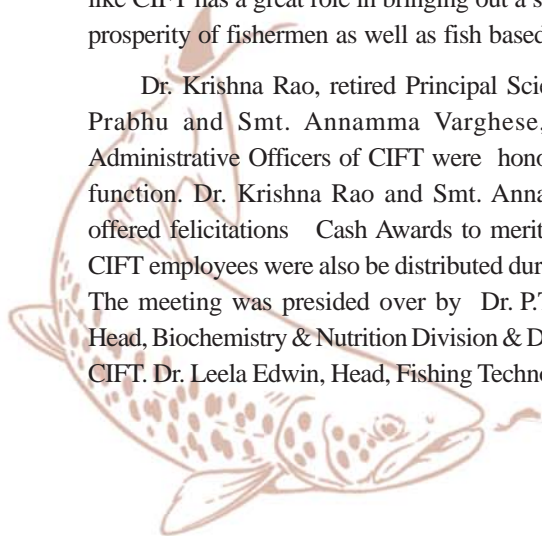 like CIFT has a great role in bringing out a s
prosperity of fishermen as well as fish based
Dr. Krishna Rao, retired Principal Scie
Prabhu and Smt. Annamma Varghese,
Administrative Officers of CIFT were hono
function. Dr. Krishna Rao and Smt. Anna
offered felicitations Cash Awards to merit
CIFT employees were also be distributed dur
The meeting was presided over by Dr. P.T
Head, Biochemistry & Nutrition Division & D
CIFT. Dr. Leela Edwin, Head, Fishing Techno